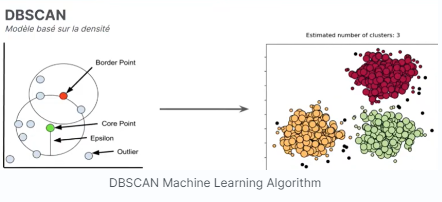 DBSCAN
Modèle basé sur la densité
Border Point
Core Point
Epsilon
Outlier
Estimated number of clusters: 3
DBSCAN Machine Learning Algorithm